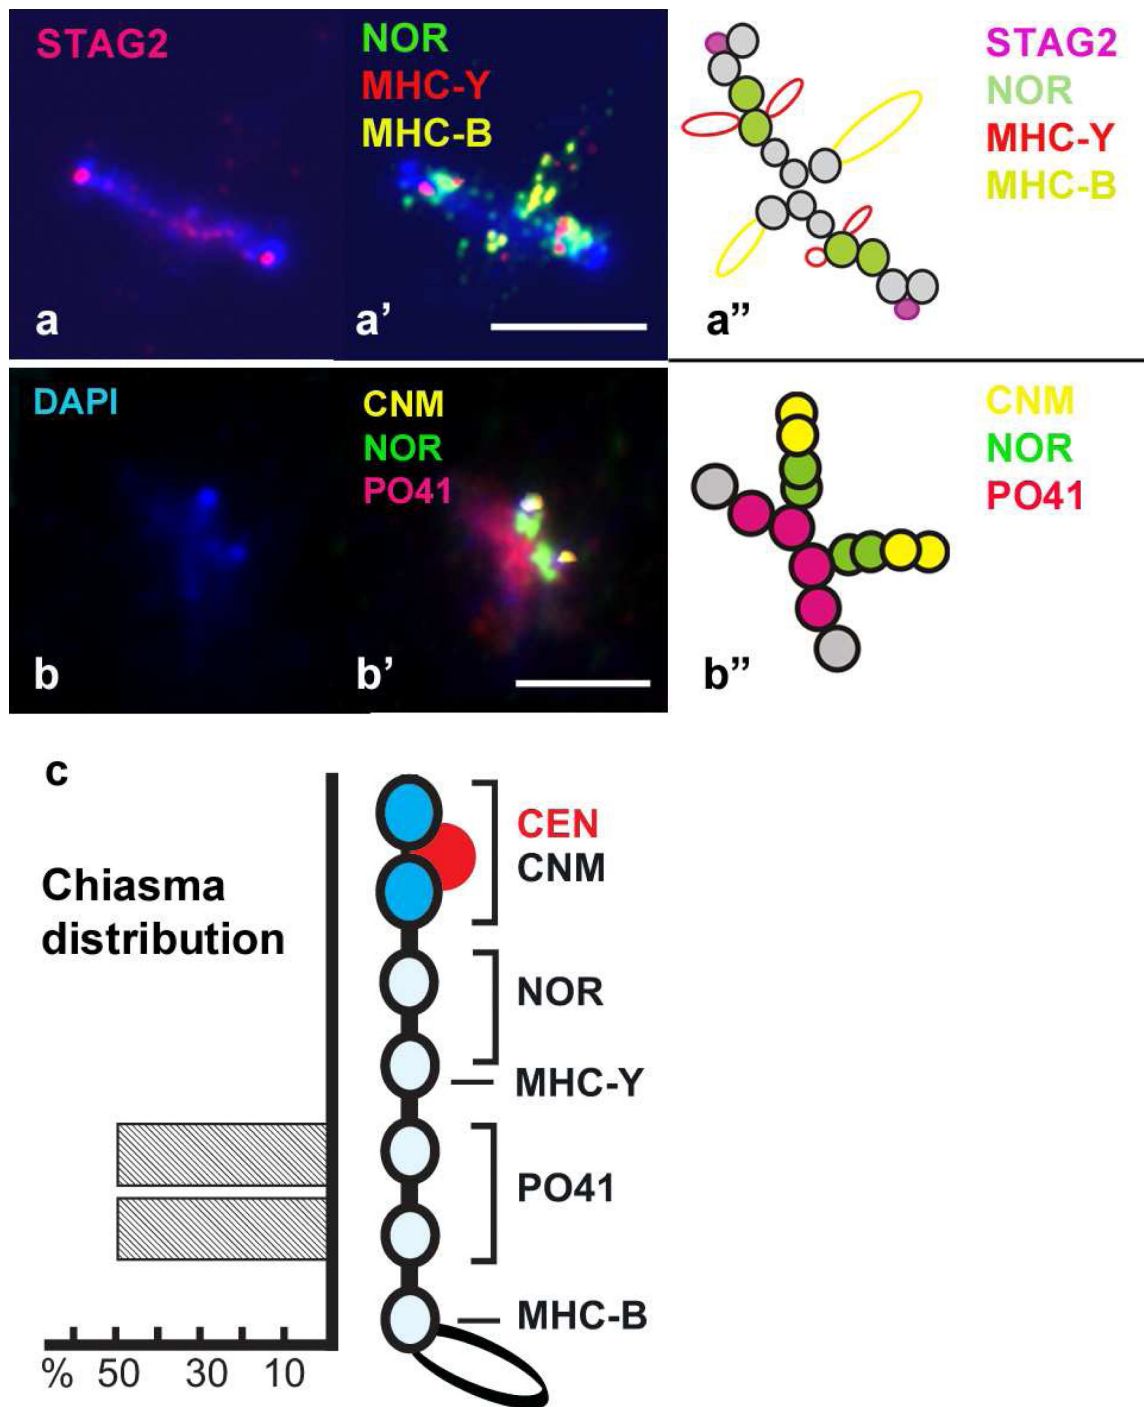 STAG2
a
NOR
MHC-Y
MHC-B
a’
STAG2
NOR
MHC-Y
MHC-B
a”
DAPI
b
CNM
NOR
PO41
b’
CNM
NOR
PO41
b”
c
Chiasma
distribution
CEN
CNM
NOR
MHC-Y
PO41
MHC-B
% 50 30 10